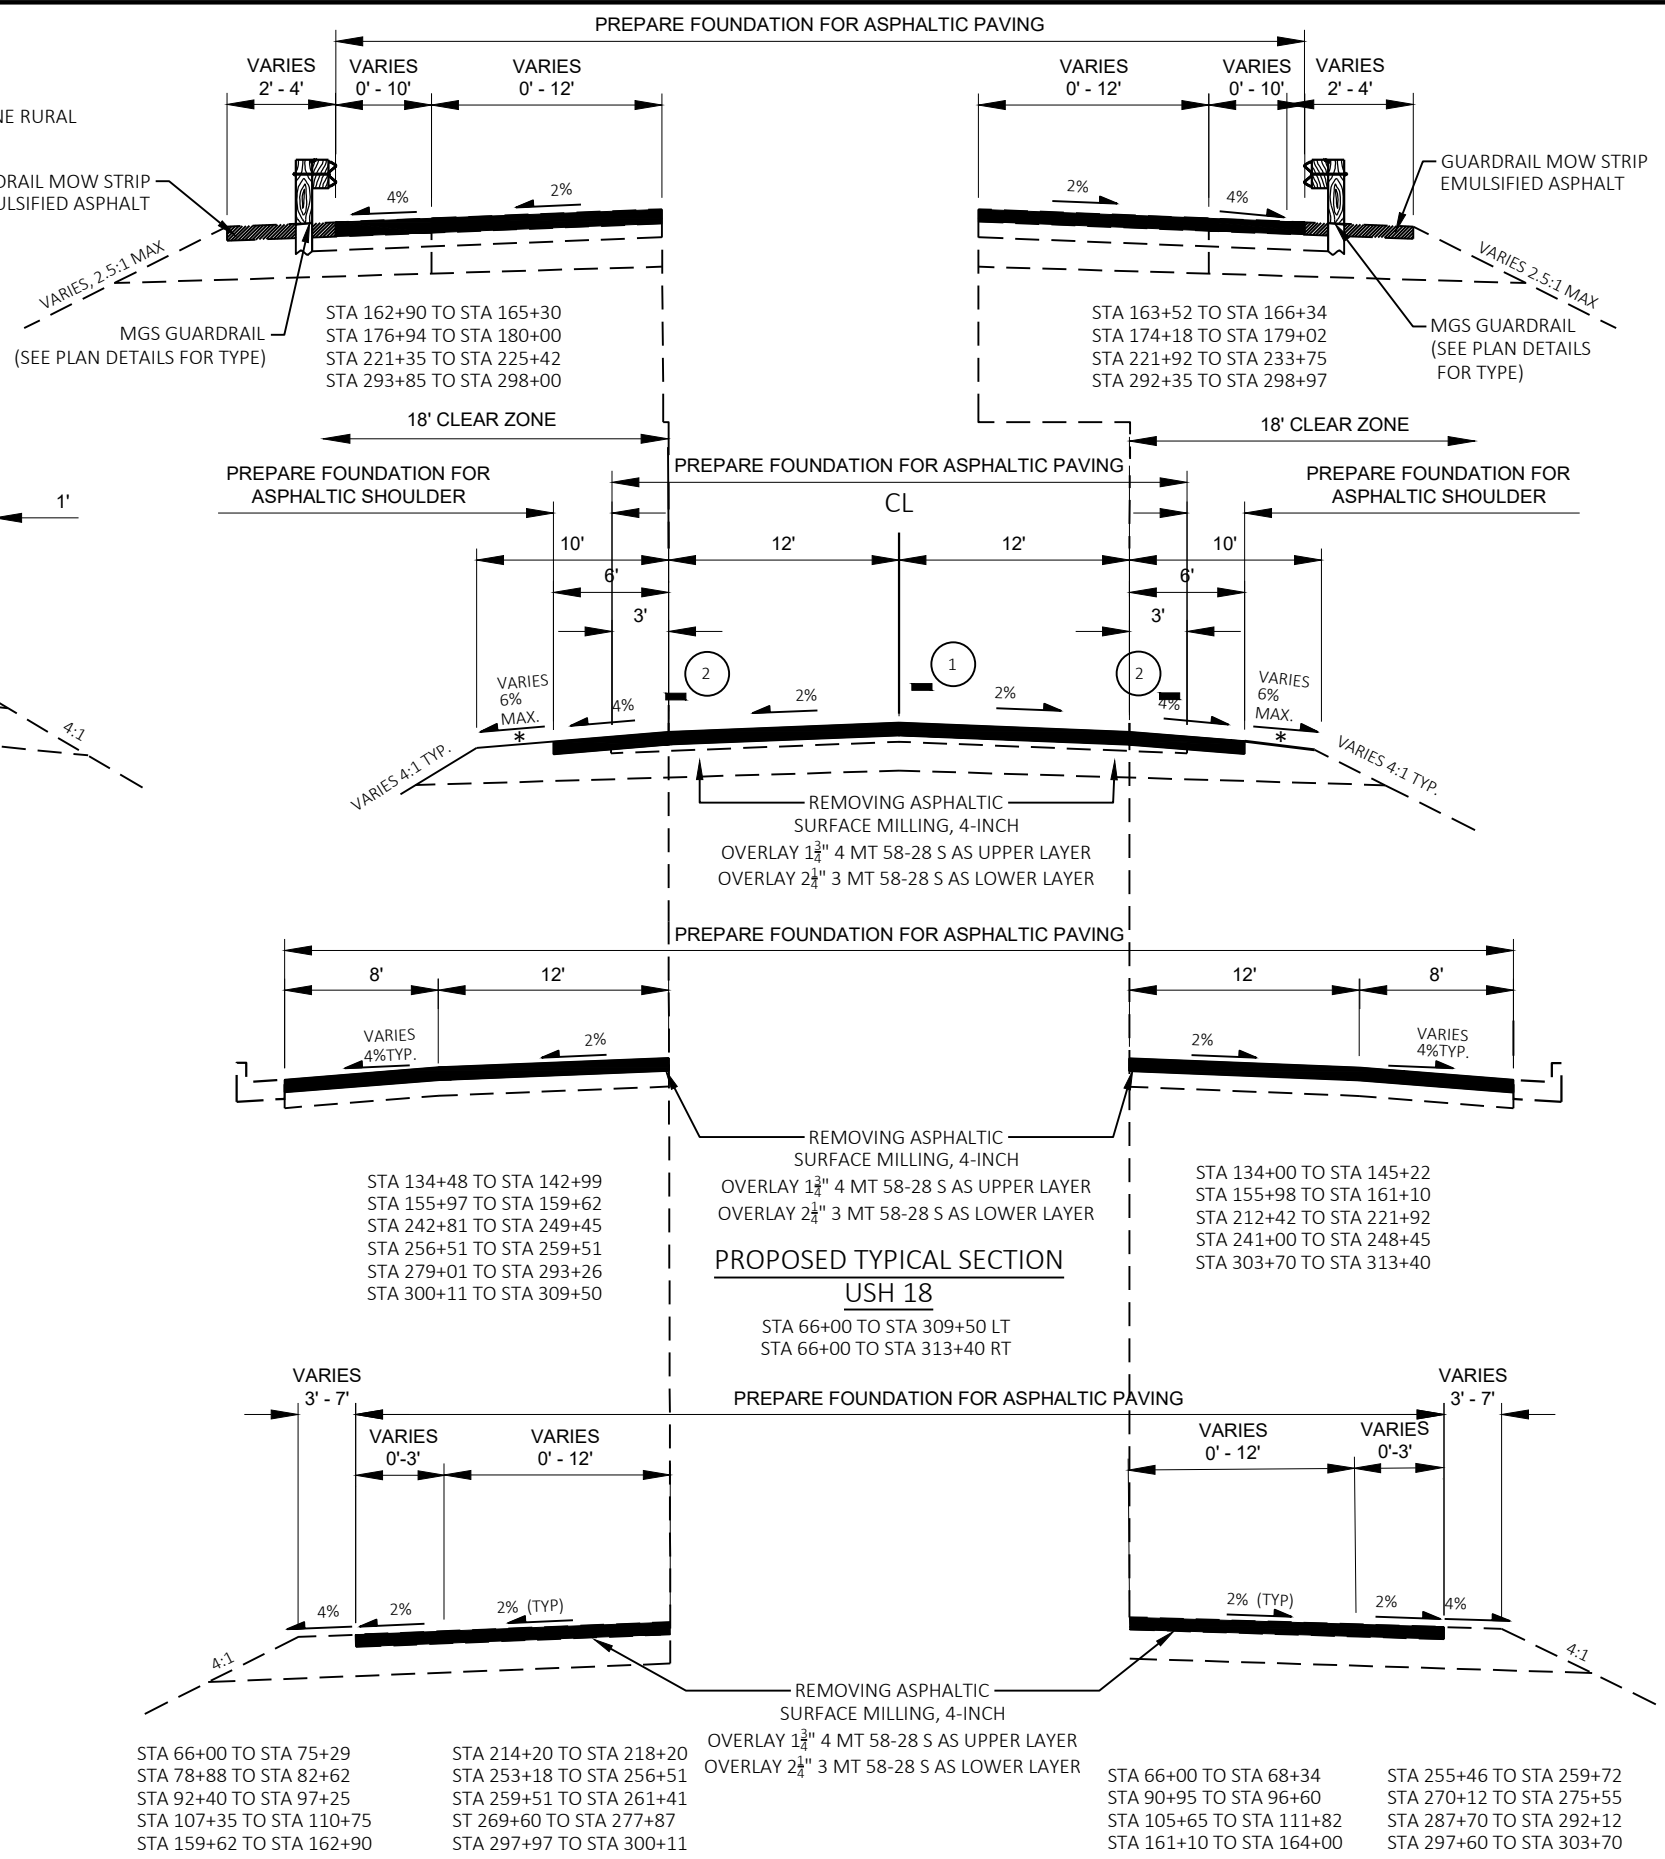 PREPARE FOUNDATION FOR ASPHALTIC PAVING
VARIES
2' - 4'
VARIES
0' - 10'
VARIES
0' - 12'
VARIES
0' - 12'
VARIES
0' - 10'
VARIES
2' - 4'
NE RURAL
DRAIL MOW STRIP
ULSIFIED ASPHALT
4%
2%
2%
4%
GUARDRAIL MOW STRIP
EMULSIFIED ASPHALT
VARIES, 2.5:1 MAX
VARIES 2.5:1 MAX
MGS GUARDRAIL
(SEE PLAN DETAILS FOR TYPE)
STA 162+90 TO STA 165+30
STA 176+94 TO STA 180+00
STA 221+35 TO STA 225+42
STA 293+85 TO STA 298+00
STA 163+52 TO STA 166+34
STA 174+18 TO STA 179+02
STA 221+92 TO STA 233+75
STA 292+35 TO STA 298+97
MGS GUARDRAIL
(SEE PLAN DETAILS
FOR TYPE)
18' CLEAR ZONE
18' CLEAR ZONE
PREPARE FOUNDATION FOR
ASPHALTIC SHOULDER
PREPARE FOUNDATION FOR ASPHALTIC PAVING
PREPARE FOUNDATION FOR
ASPHALTIC SHOULDER
1'
CL
10'
12'
12'
10'
6'
6'
3'
3'
2
1
2
VARIES
6%
MAX.
*
4%
2%
2%
4%
VARIES
6%
MAX.
*
4:1
VARIES 4:1 TYP.
VARIES 4:1 TYP.
REMOVING ASPHALTIC
SURFACE MILLING, 4-INCH
OVERLAY 1¾" 4 MT 58-28 S AS UPPER LAYER
OVERLAY 2¼" 3 MT 58-28 S AS LOWER LAYER
PREPARE FOUNDATION FOR ASPHALTIC PAVING
8'
12'
12'
8'
VARIES
4%TYP.
2%
2%
VARIES
4%TYP.
REMOVING ASPHALTIC
SURFACE MILLING, 4-INCH
OVERLAY 1¾" 4 MT 58-28 S AS UPPER LAYER
OVERLAY 2¼" 3 MT 58-28 S AS LOWER LAYER
STA 134+48 TO STA 142+99
STA 155+97 TO STA 159+62
STA 242+81 TO STA 249+45
STA 256+51 TO STA 259+51
STA 279+01 TO STA 293+26
STA 300+11 TO STA 309+50
STA 134+00 TO STA 145+22
STA 155+98 TO STA 161+10
STA 212+42 TO STA 221+92
STA 241+00 TO STA 248+45
STA 303+70 TO STA 313+40
PROPOSED TYPICAL SECTION
USH 18
STA 66+00 TO STA 309+50 LT
STA 66+00 TO STA 313+40 RT
VARIES
3' - 7'
PREPARE FOUNDATION FOR ASPHALTIC PAVING
VARIES
3' - 7'
VARIES
0'-3'
VARIES
0' - 12'
VARIES
0' - 12'
VARIES
0'-3'
4%
2%
2% (TYP)
2% (TYP)
2%
4%
4:1
4:1
REMOVING ASPHALTIC
SURFACE MILLING, 4-INCH
OVERLAY 1¾" 4 MT 58-28 S AS UPPER LAYER
OVERLAY 2¼" 3 MT 58-28 S AS LOWER LAYER
STA 66+00 TO STA 75+29
STA 78+88 TO STA 82+62
STA 92+40 TO STA 97+25
STA 107+35 TO STA 110+75
STA 159+62 TO STA 162+90
STA 214+20 TO STA 218+20
STA 253+18 TO STA 256+51
STA 259+51 TO STA 261+41
ST 269+60 TO STA 277+87
STA 297+97 TO STA 300+11
STA 66+00 TO STA 68+34
STA 90+95 TO STA 96+60
STA 105+65 TO STA 111+82
STA 161+10 TO STA 164+00
STA 255+46 TO STA 259+72
STA 270+12 TO STA 275+55
STA 287+70 TO STA 292+12
STA 297+60 TO STA 303+70